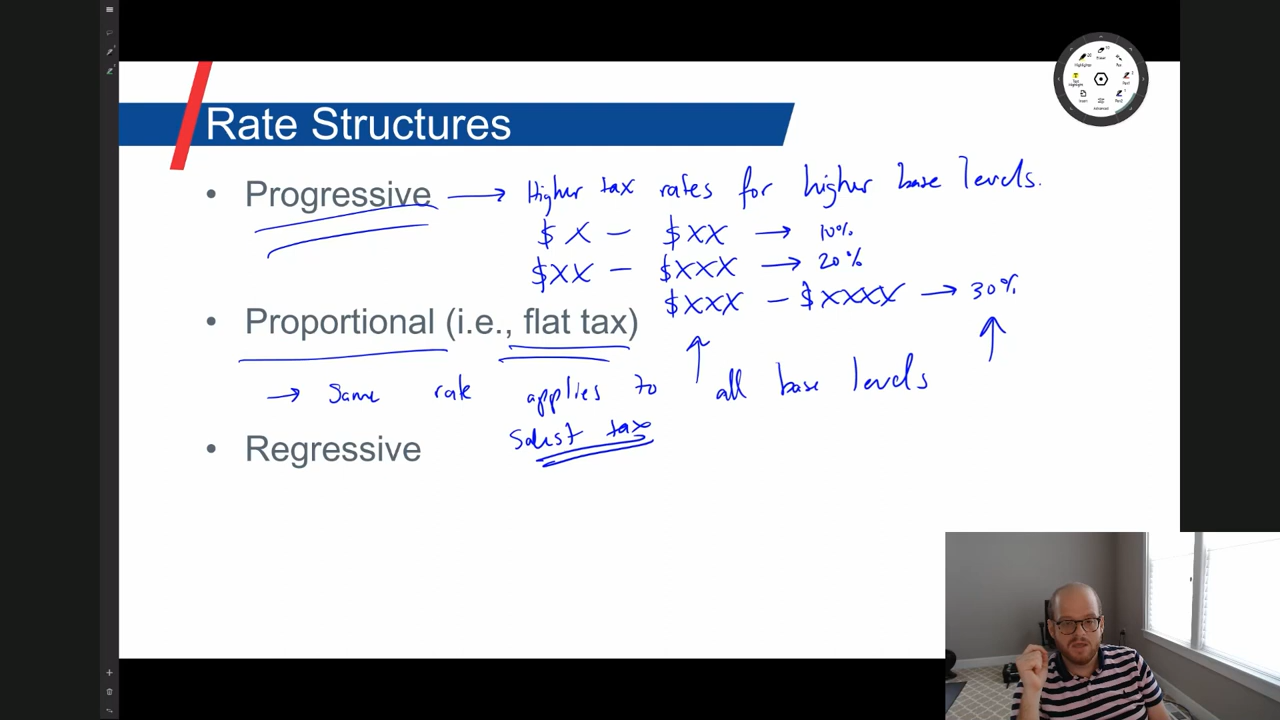 Rate Structures
• Progressive → Higher tax rates for higher base levels.
$ X – $XX → 10%
$XX – $XXX → 20%
$XXX – $XXXX → 30%
• Proportional (i.e., flat tax)
→ Same rate applies to all base levels
• Regressive
tax